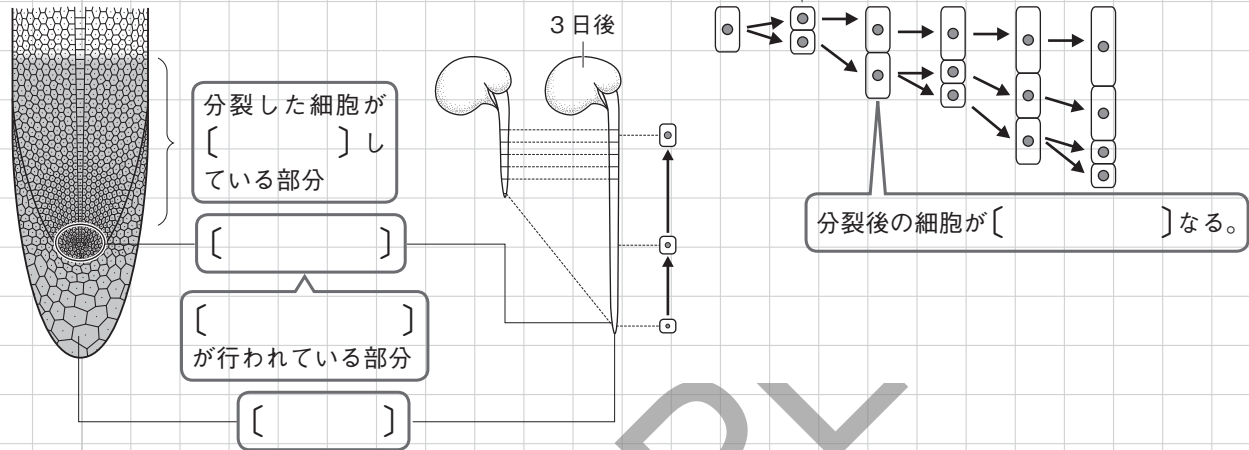 3日後
分裂した細胞が
〔 〕し
ている部分
〔 〕
〔 〕
が行われている部分
〔 〕
分裂後の細胞が〔 〕なる。